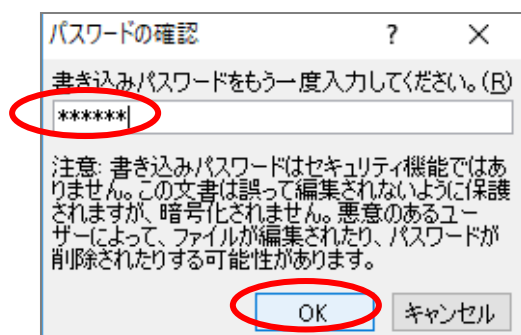 パスワードの確認 ? ×
書き込みパスワードをもう一度入力してください。(R)
******
注意: 書き込みパスワードはセキュリティ機能ではあ
りません。この文書は誤って編集されないように保護
されますが、暗号化されません。悪意のあるユー
ザーによって、ファイルが編集されたり、パスワードが
削除されたりする可能性があります。
OK キャンセル